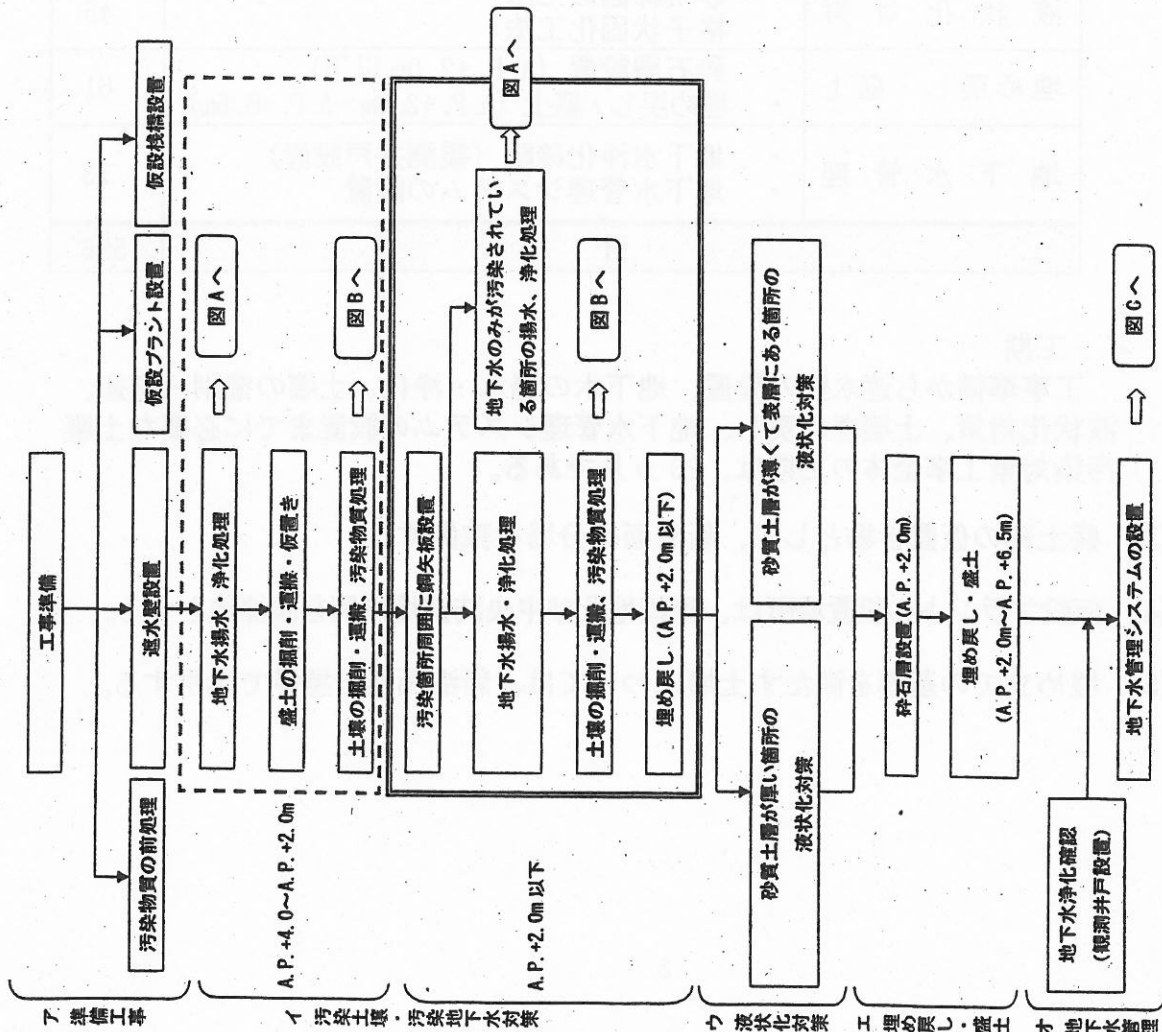 ア 準備工事
工事準備
汚染物質の前処理
遮水壁設置
仮設プラント設置
仮設桟橋設置
イ 汚染土壌・汚染地下水対策
A.P.+4.0~A.P.+2.0m
地下水揚水・浄化処理
図Aへ
盛土の掘削・運搬・仮置き
土壌の掘削・運搬、汚染物質処理
図Bへ
A.P.+2.0m以下
汚染箇所周囲に鋼矢板設置
地下水揚水・浄化処理
地下水のみが汚染されてい
る箇所の揚水、浄化処理
図Aへ
土壌の掘削・運搬、汚染物質処理
図Bへ
埋め戻し(A.P.+2.0m以下)
ウ 液状化対策
砂質土層が厚い箇所の
液状化対策
砂質土層が薄くて表層にある箇所の
液状化対策
エ 埋め戻し・盛土
砕石層設置(A.P.+2.0m)
埋め戻し・盛土
(A.P.+2.0m~A.P.+6.5m)
オ 地下水管理
地下水浄化確認
(観測井戸設置)
地下水管理システムの設置
図Cへ